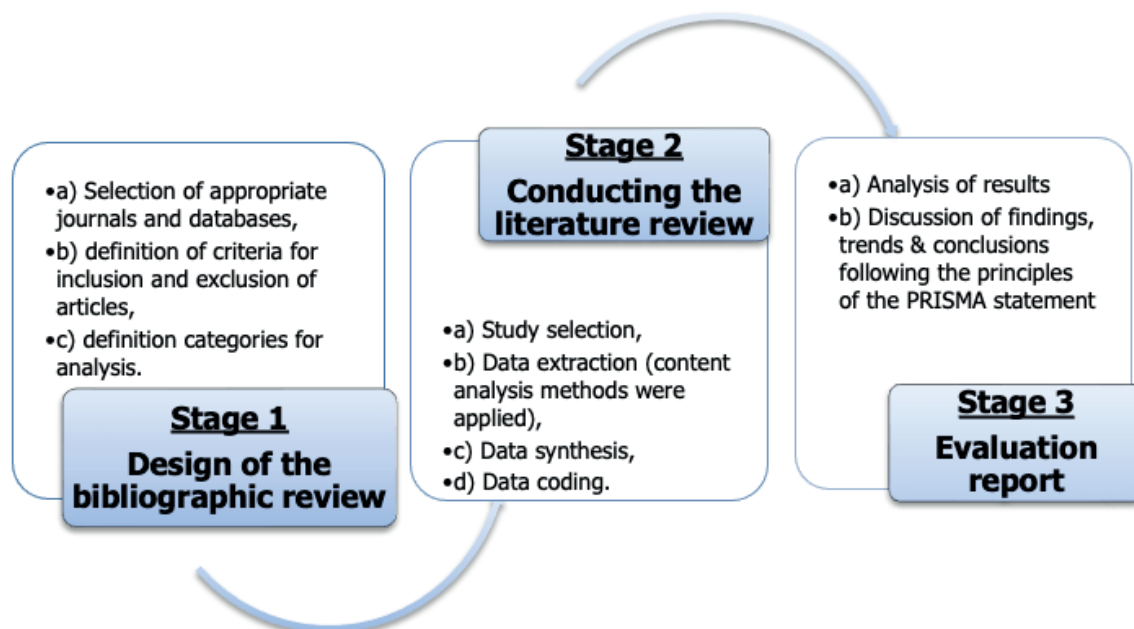 •a) Selection of appropriate
journals and databases,
•b) definition of criteria for
inclusion and exclusion of
articles,
•c) definition categories for
analysis.
Stage 1
Design of the
bibliographic review
Stage 2
Conducting the
literature review
•a) Study selection,
•b) Data extraction (content
analysis methods were
applied),
•c) Data synthesis,
•d) Data coding.
•a) Analysis of results
•b) Discussion of findings,
trends & conclusions
following the principles
of the PRISMA statement
Stage 3
Evaluation
report